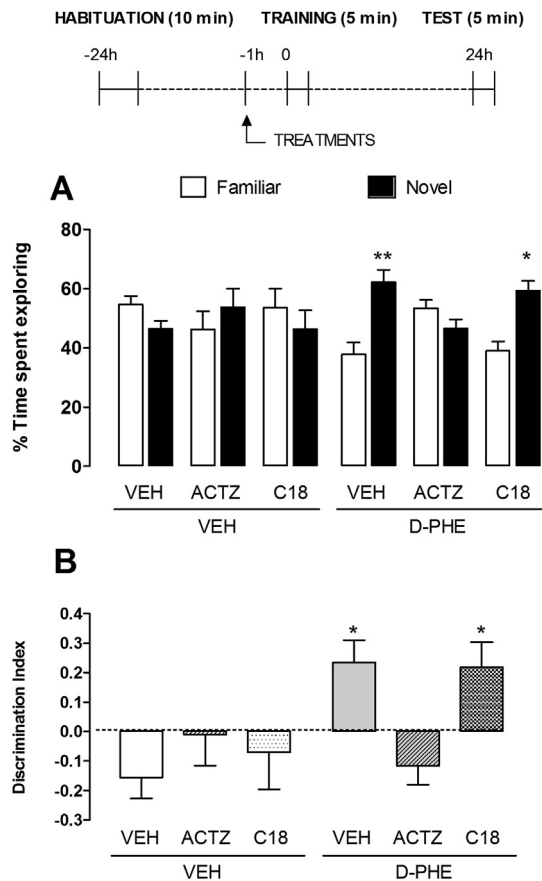 HABITUATION (10 min) TRAINING (5 min) TEST (5 min)
-24h -1h 0 24h
TREATMENTS
A
Familiar Novel
% Time spent exploring
80
60
40
20
0
** *
VEH ACTZ C18 VEH ACTZ C18
VEH D-PHE
B
Discrimination Index
0.4
0.3
0.2
0.1
0.0
-0.1
-0.2
-0.3
* *
VEH ACTZ C18 VEH ACTZ C18
VEH D-PHE